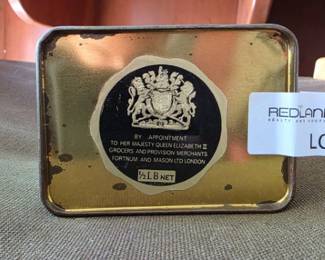 BY APPOINTMENT
TO HER MAJESTY QUEEN ELIZABETH II
GROCERS AND PROVISION MERCHANTS
FORTNUM AND MASON LTD LONDON
½ LB NET
REDLAN
LO